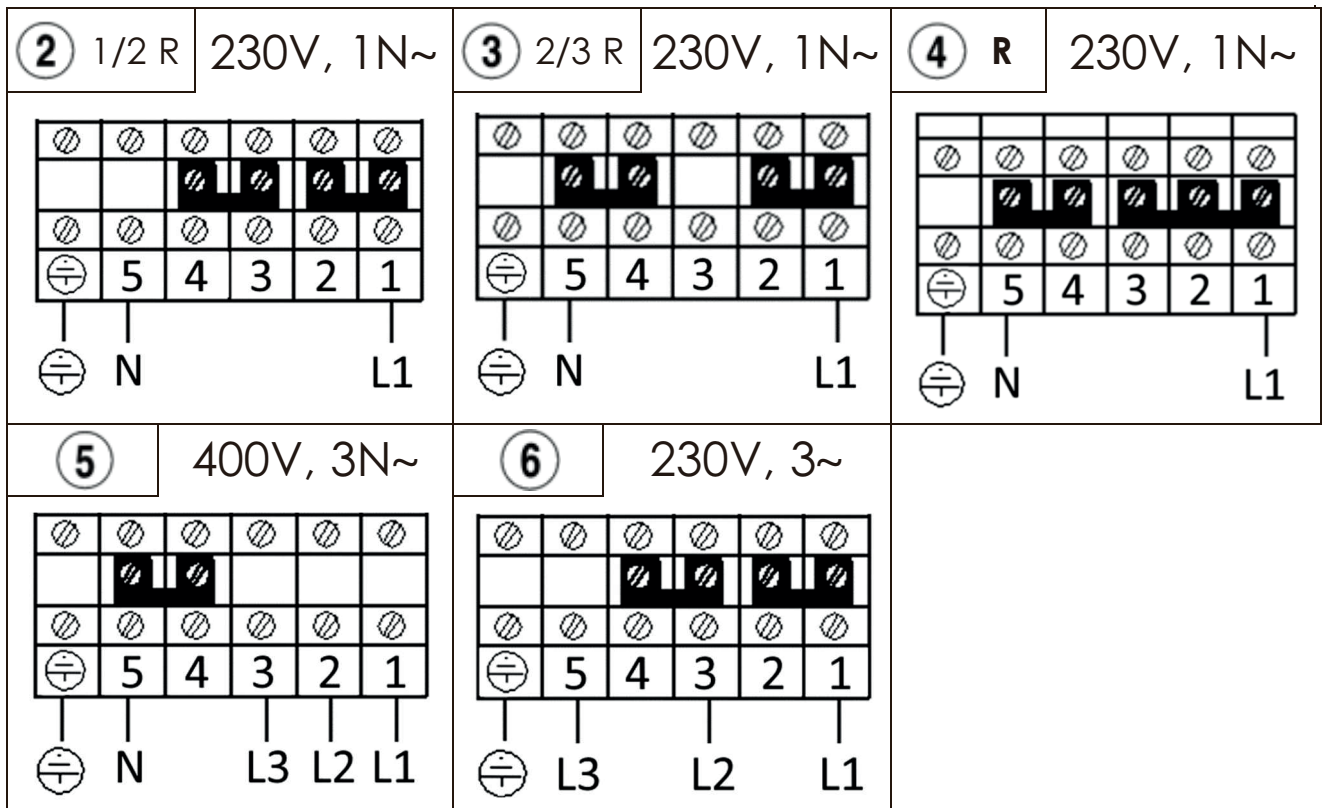 2 1/2 R 230V, 1N~
5 4 3 2 1
N L1
3 2/3 R 230V, 1N~
5 4 3 2 1
N L1
4 R 230V, 1N~
5 4 3 2 1
N L1
5 400V, 3N~
5 4 3 2 1
N L3 L2 L1
6 230V, 3~
5 4 3 2 1
L3 L2 L1